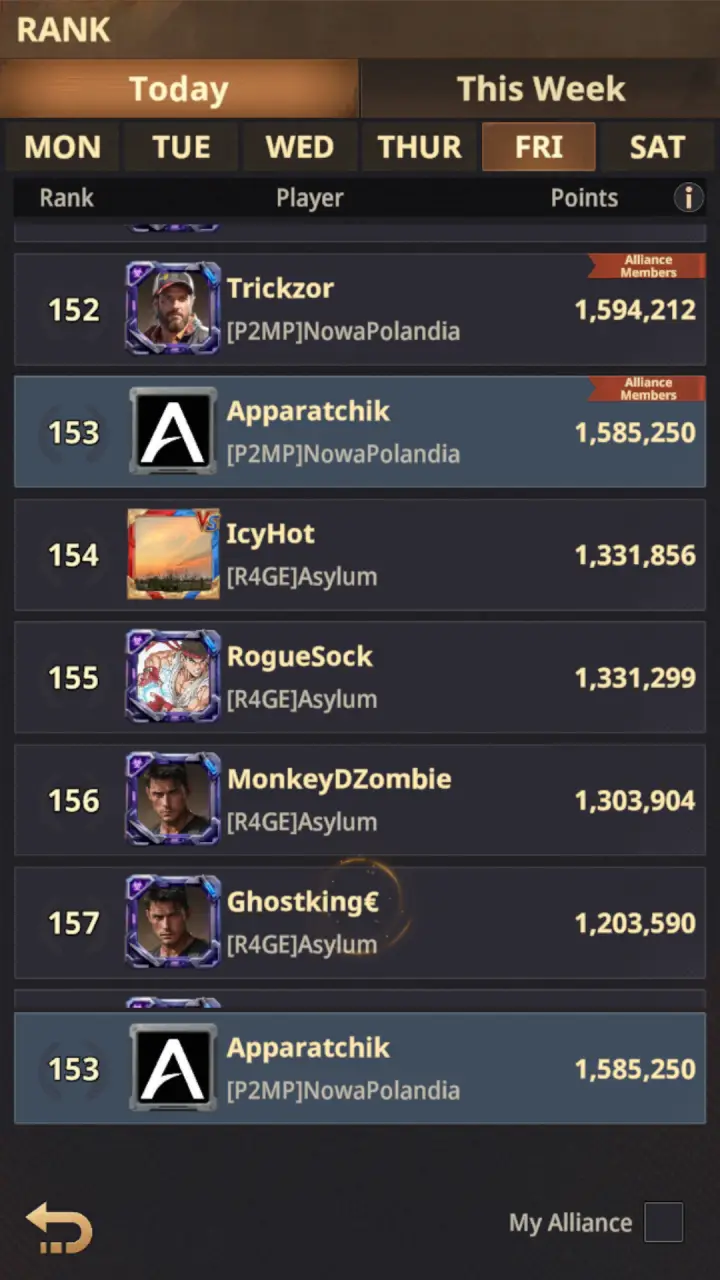 RANK
Today
This Week
MON TUE WED THUR FRI SAT
Rank Player Points
Alliance
Members
152 Trickzor 1,594,212
[P2MP]NowaPolandia
Alliance
Members
153 Apparatchik 1,585,250
[P2MP]NowaPolandia
VS
154 IcyHot 1,331,856
[R4GE]Asylum
155 RogueSock 1,331,299
[R4GE]Asylum
156 MonkeyDZombie 1,303,904
[R4GE]Asylum
157 Ghostking€ 1,203,590
[R4GE]Asylum
153 Apparatchik 1,585,250
[P2MP]NowaPolandia
My Alliance